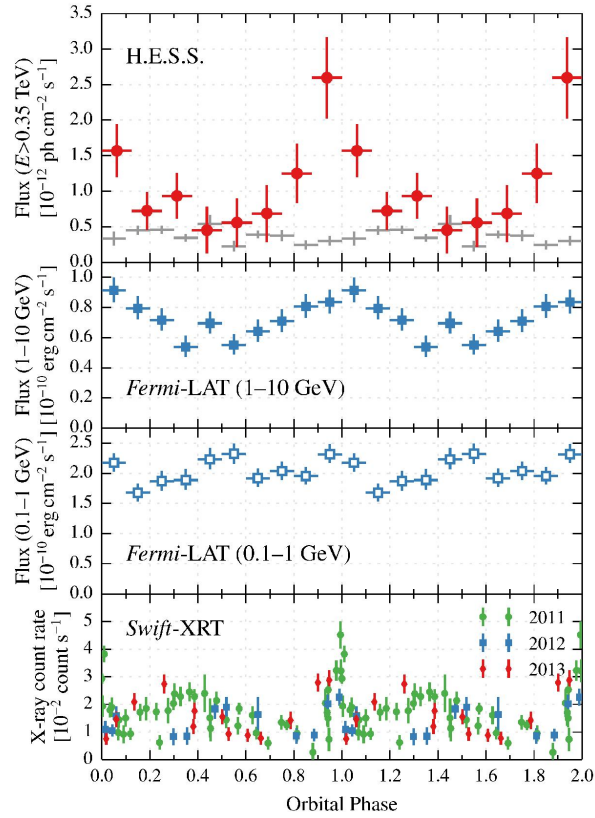 H.E.S.S.
Flux (E>0.35 TeV)
[10⁻¹² ph cm⁻² s⁻¹]
3.5
3.0
2.5
2.0
1.5
1.0
0.5
0.0
Flux (1–10 GeV)
[10⁻¹⁰ erg cm⁻² s⁻¹]
1.0
0.8
0.6
0.4
0.2
0.0
Fermi-LAT (1–10 GeV)
Flux (0.1–1 GeV)
[10⁻¹⁰ erg cm⁻² s⁻¹]
2.5
2.0
1.5
1.0
0.5
0.0
Fermi-LAT (0.1–1 GeV)
X-ray count rate
[10⁻² count s⁻¹]
5
4
3
2
1
0
Swift-XRT
2011
2012
2013
0.0 0.2 0.4 0.6 0.8 1.0 1.2 1.4 1.6 1.8 2.0
Orbital Phase